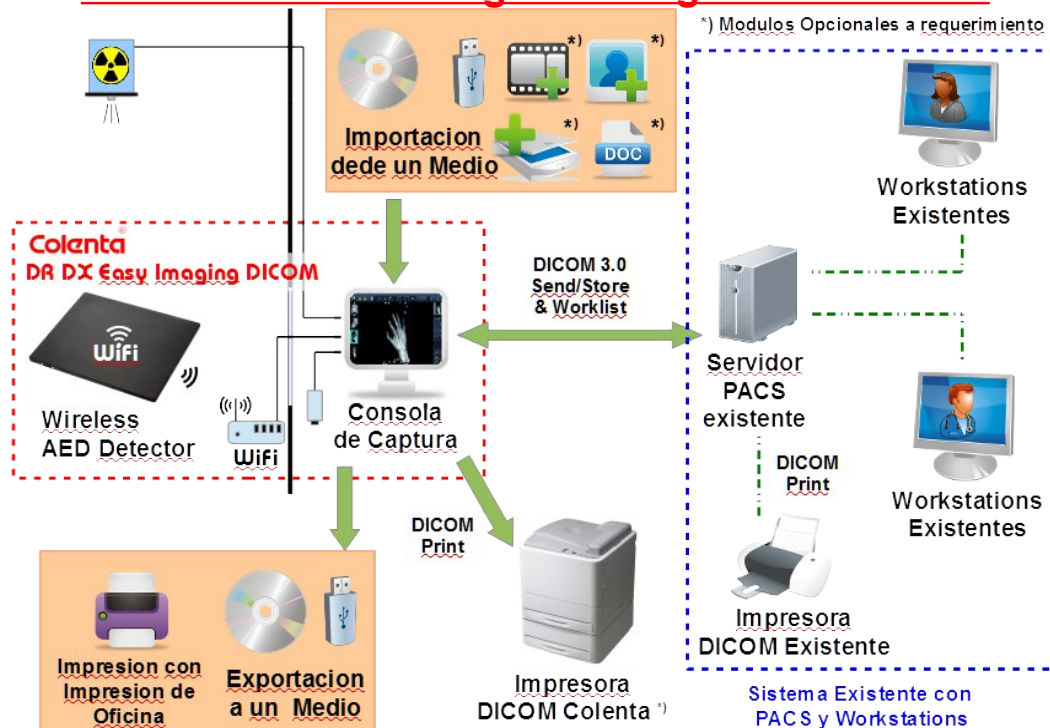 *) Modulos Opcionales a requerimiento
*)
*)
*)
*)
DOC
Importacion
dede un Medio
Workstations
Existentes
Colenta®
DR DX Easy Imaging DICOM
WiFi
Wireless
AED Detector
WiFi
Consola
de Captura
DICOM 3.0
Send/Store
& Worklist
Servidor
PACS
existente
Workstations
Existentes
DICOM
Print
DICOM
Print
Impresora
DICOM Existente
Impresion con
Impresion de
Oficina
Exportacion
a un Medio
Impresora
DICOM Colenta *)
Sistema Existente con
PACS y Workstations